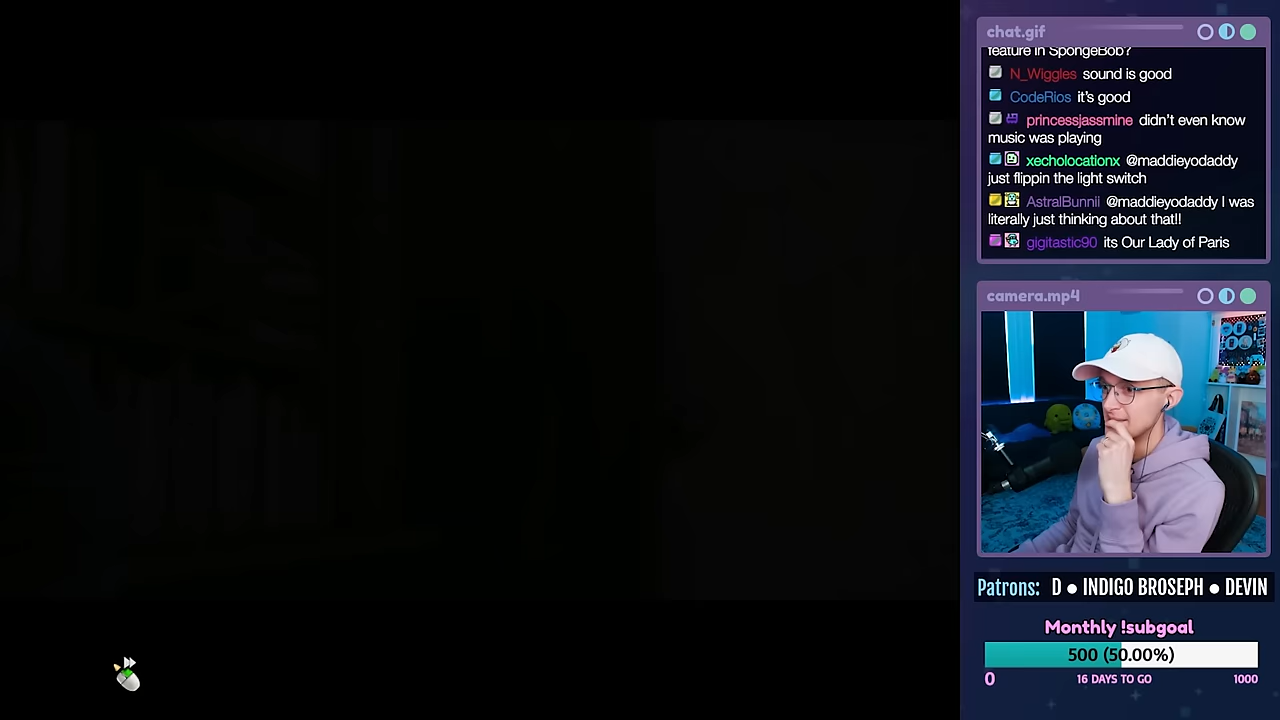 chat.gif
feature in SpongeBob?
N_Wiggles sound is good
CodeRios it's good
princessjassmine didn't even know
music was playing
xecholocationx @maddieyodaddy
just flippin the light switch
AstralBunnii @maddieyodaddy I was
literally just thinking about that!!
gigitastic90 its Our Lady of Paris
camera.mp4
Patrons: D ● INDIGO BROSEPH ● DEVIN
Monthly !subgoal
500 (50.00%)
0 16 DAYS TO GO 1000